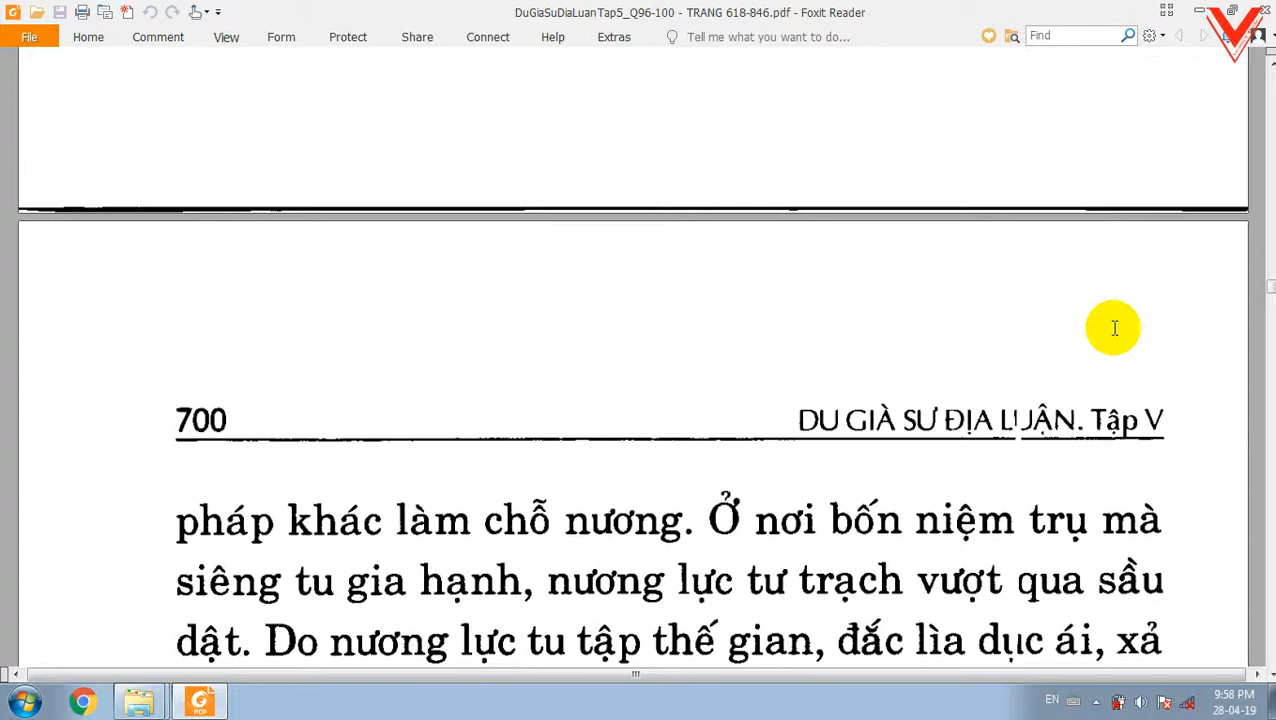 DuGiaSuDiaLuanTap5_Q96-100 - TRANG 618-846.pdf - Foxit Reader
File Home Comment View Form Protect Share Connect Help Extras Tell me what you want to do... Find
700 DU GIÀ SƯ ĐỊA LUẬN. Tập V
pháp khác làm chỗ nương. Ở nơi bốn niệm trụ mà
siêng tu gia hạnh, nương lực tư trạch vượt qua sầu
dật. Do nương lực tu tập thế gian, đắc lìa dục ái, xả
EN 9:58 PM
28-04-19